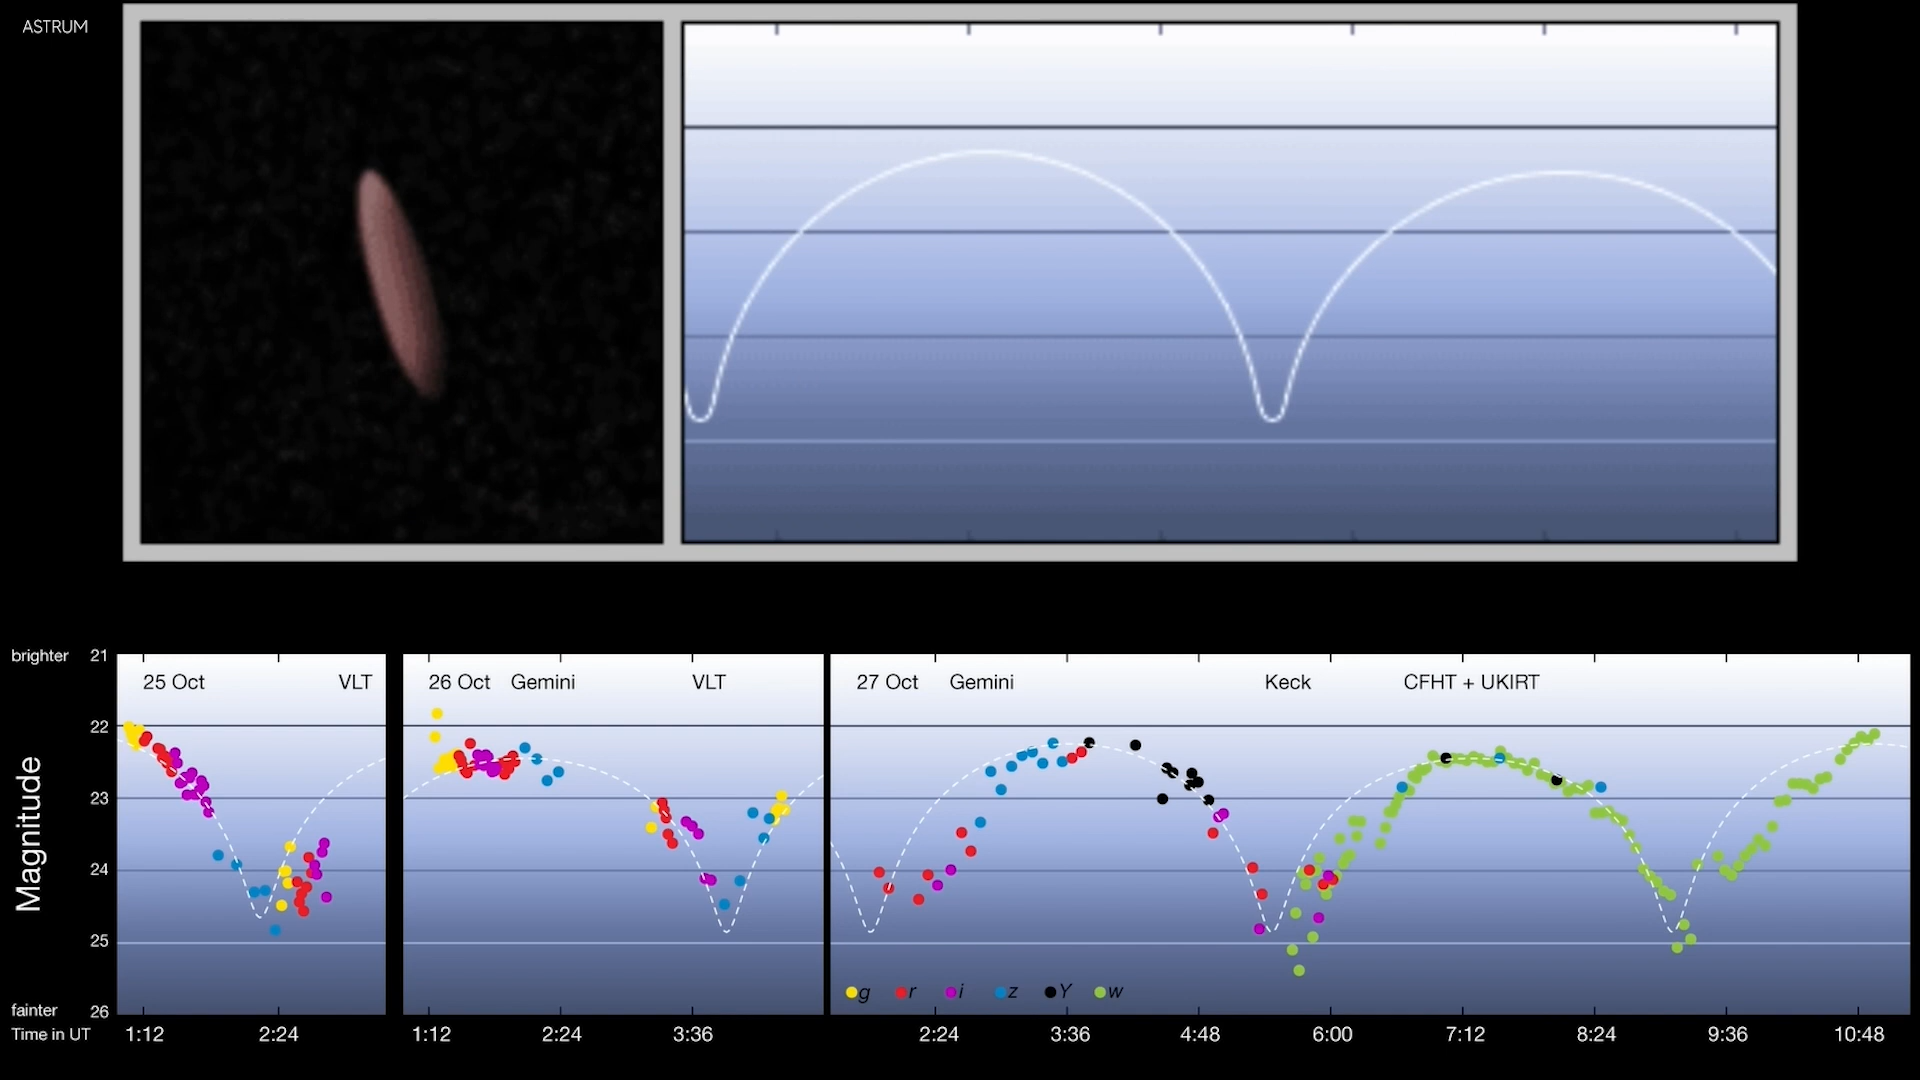 ASTRUM
brighter 21
25 Oct VLT
26 Oct Gemini VLT
27 Oct Gemini Keck CFHT + UKIRT
22
23
24
25
26
Magnitude
g r i z Y w
fainter
Time in UT
1:12 2:24
1:12 2:24 3:36
2:24 3:36 4:48 6:00 7:12 8:24 9:36 10:48